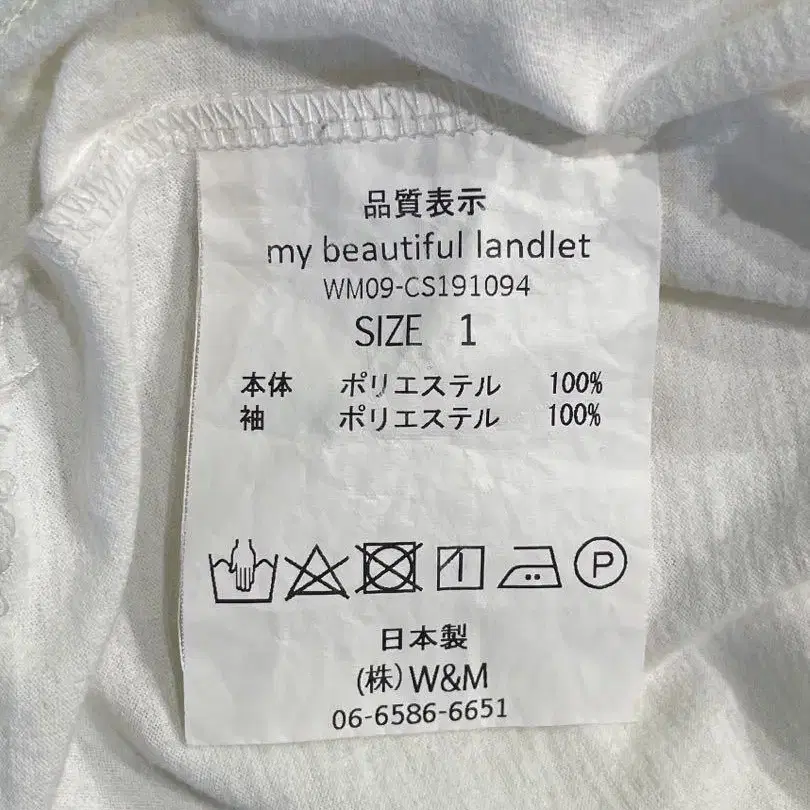 品質表示
my beautiful landlet
WM09-CS191094
SIZE 1
本体 ポリエステル 100%
袖 ポリエステル 100%
P
日本製
(株)W&M
06-6586-6651